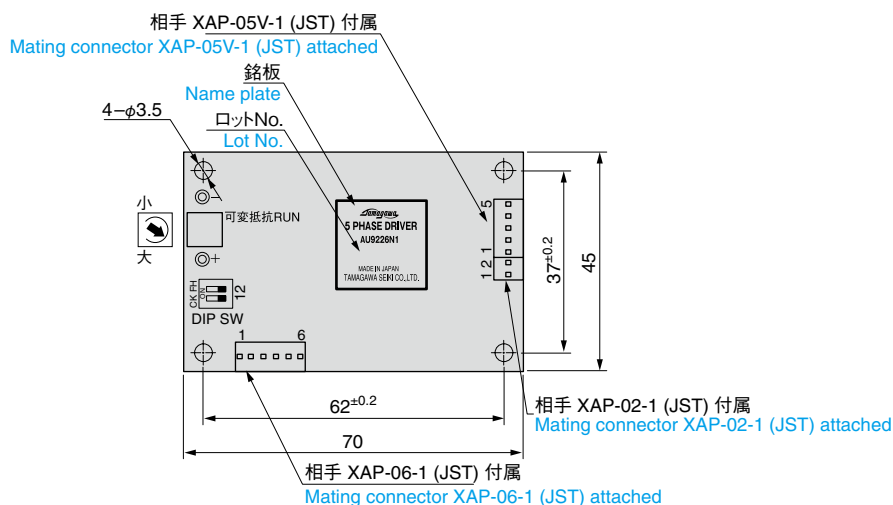 相手 XAP-05V-1 (JST) 付属
Mating connector XAP-05V-1 (JST) attached
銘板
Name plate
4−φ3.5
ロットNo.
Lot No.
小
大
−
可変抵抗RUN
+
Tamagawa
5 PHASE DRIVER
AU9226N1
MADE IN JAPAN
TAMAGAWA SEIKI CO.,LTD.
5
1
2
1
37±0.2
45
CK FH
ON
12
DIP SW
1 6
62±0.2
70
相手 XAP-02-1 (JST) 付属
Mating connector XAP-02-1 (JST) attached
相手 XAP-06-1 (JST) 付属
Mating connector XAP-06-1 (JST) attached